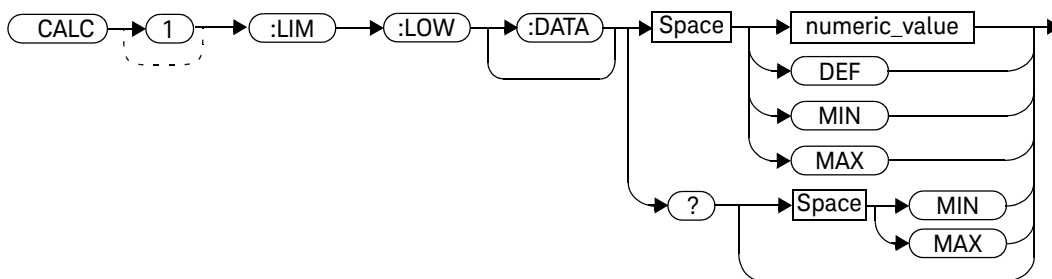 CALC 1 :LIM :LOW :DATA Space numeric_value
DEF
MIN
MAX
? Space MIN
MAX